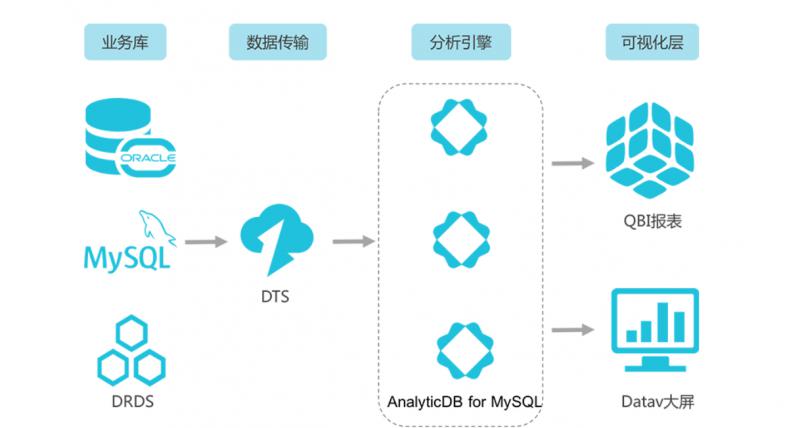 业务库
数据传输
分析引擎
可视化层
ORACLE
MySQL
DRDS
DTS
AnalyticDB for MySQL
QBI报表
Datav大屏